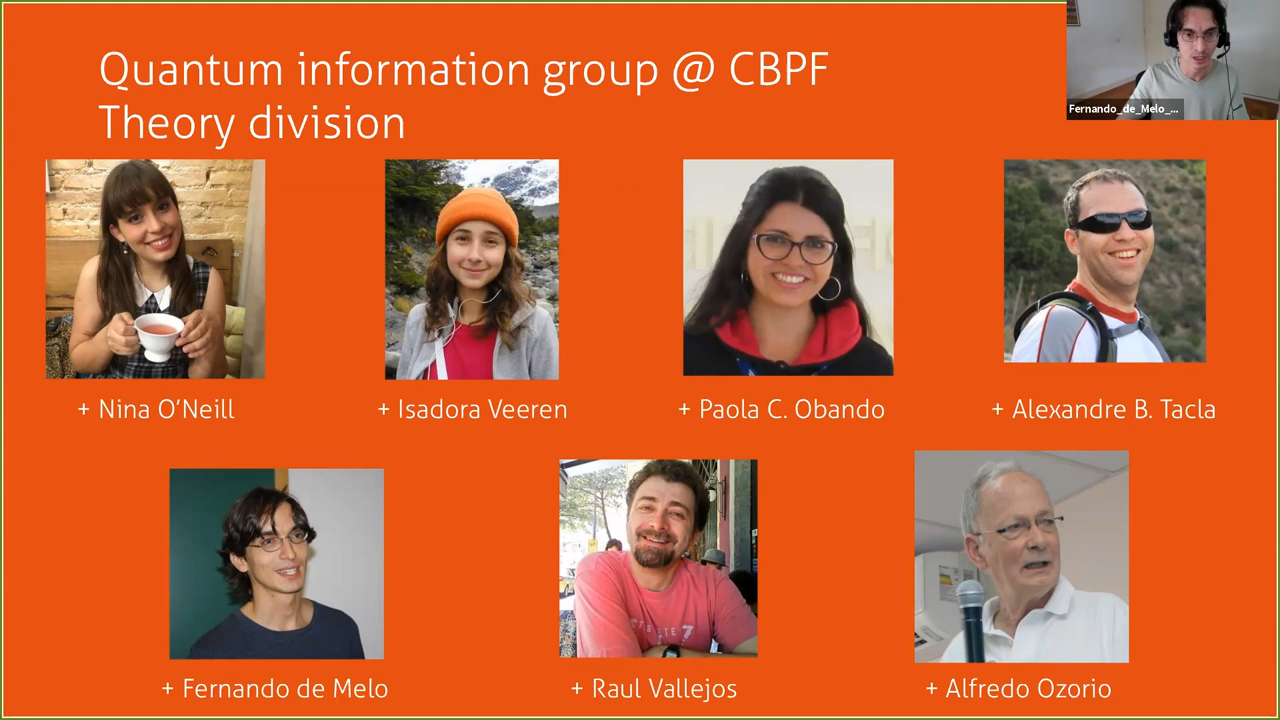 Quantum information group @ CBPF
Theory division
Fernando_de_Melo_...
+ Nina O’Neill
+ Isadora Veeren
+ Paola C. Obando
+ Alexandre B. Tacla
+ Fernando de Melo
+ Raul Vallejos
+ Alfredo Ozorio